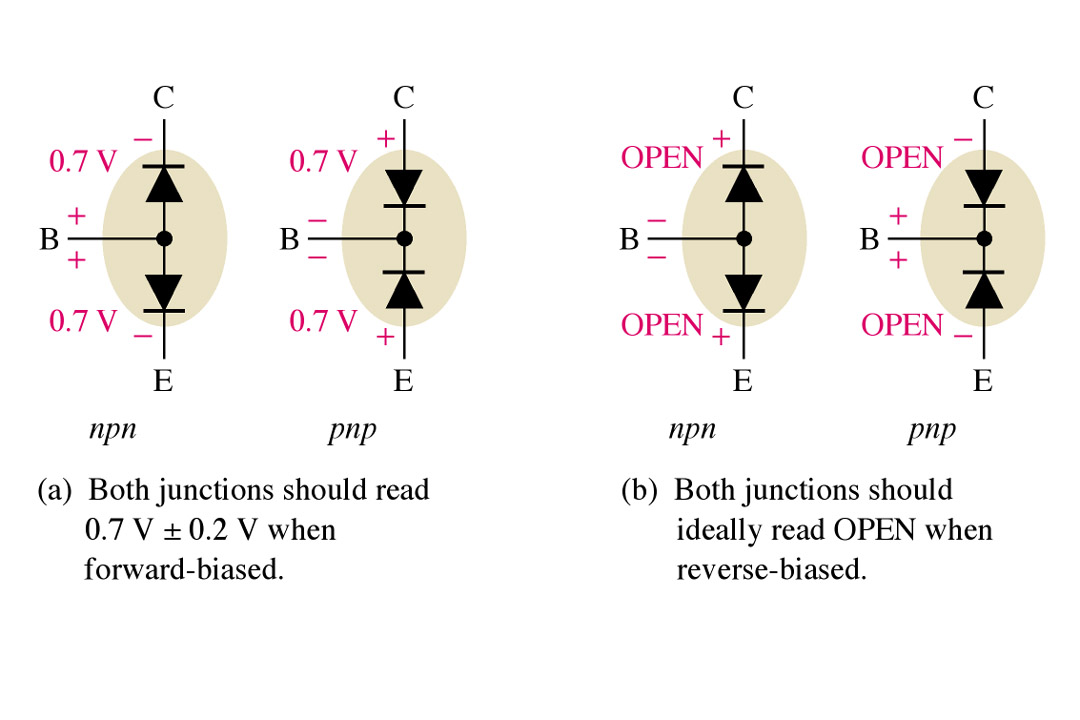 C C C C
− + + −
0.7 V 0.7 V OPEN OPEN
+ − − +
B B B B
+ − − +
0.7 V 0.7 V OPEN OPEN
− + + −
E E E E
npn pnp npn pnp
(a) Both junctions should read
0.7 V ± 0.2 V when
forward-biased.
(b) Both junctions should
ideally read OPEN when
reverse-biased.